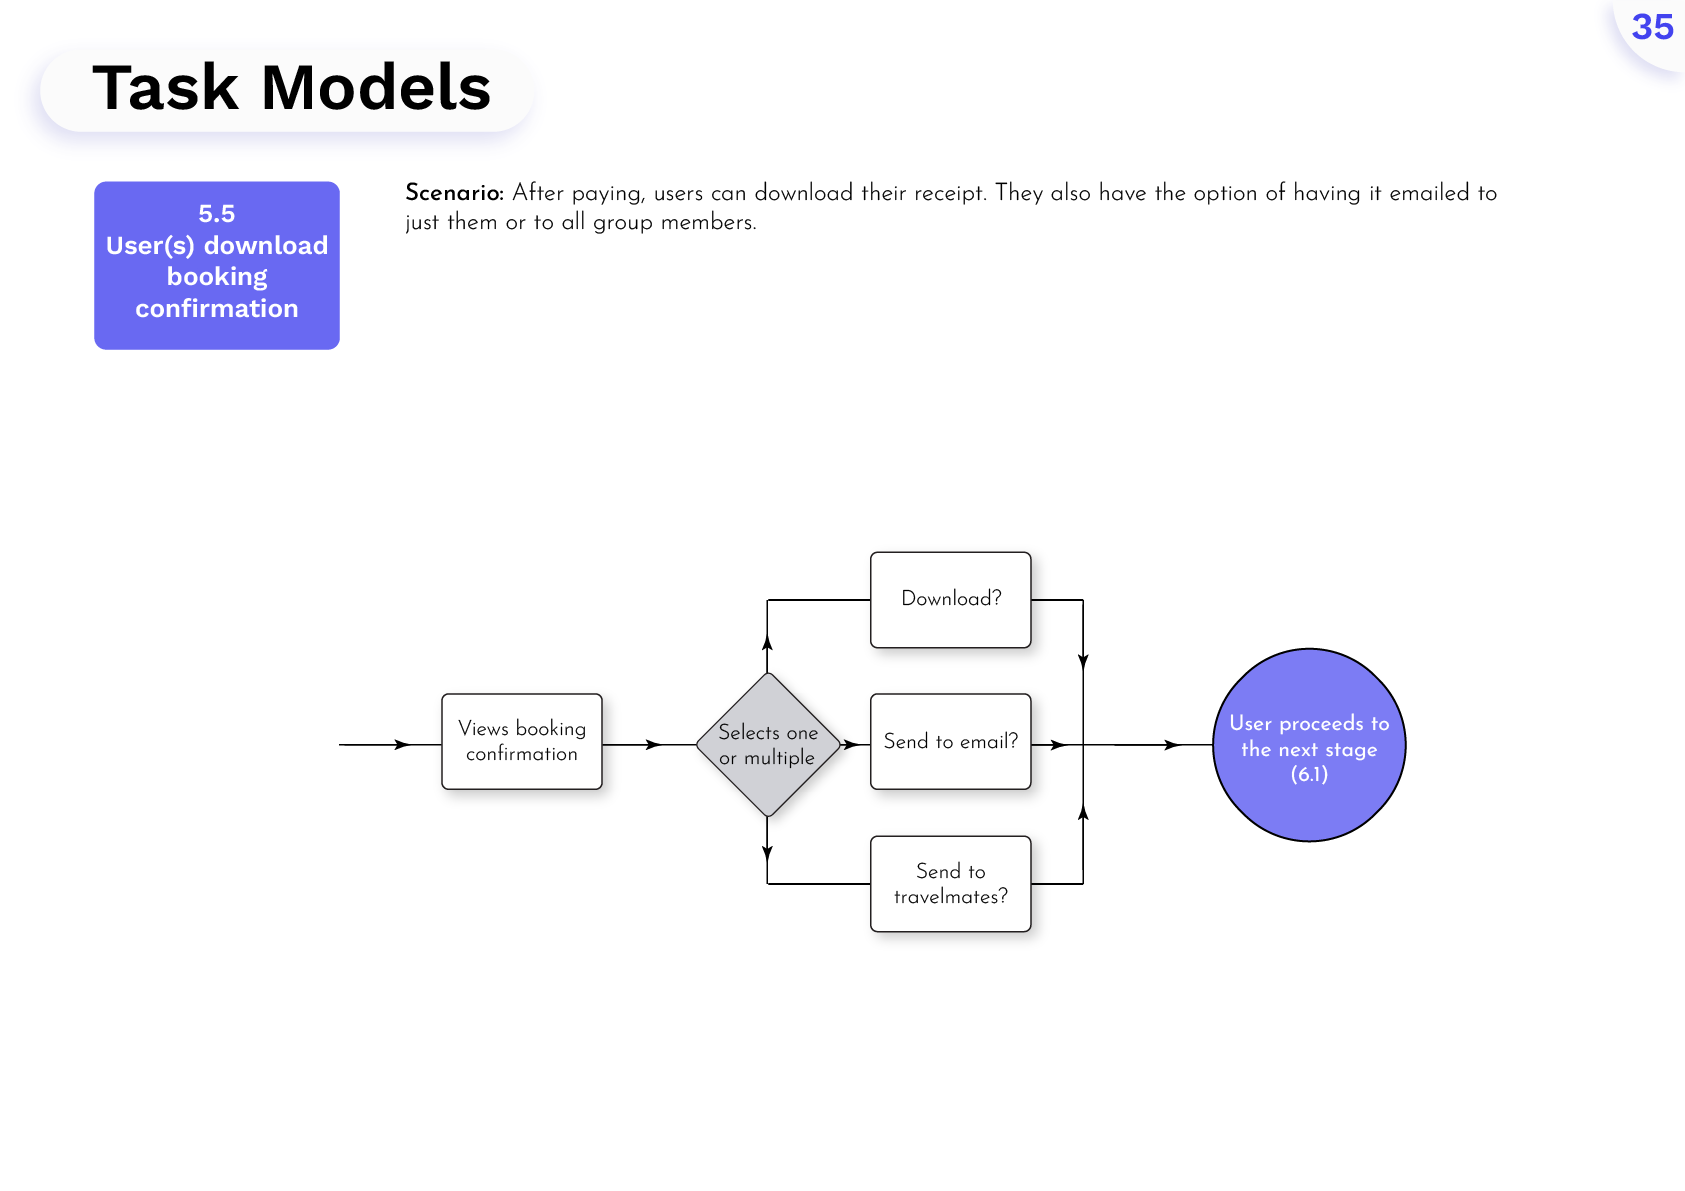 35
Task Models
5.5
User(s) download
booking
confirmation
Scenario: After paying, users can download their receipt. They also have the option of having it emailed to
just them or to all group members.
Download?
Views booking
confirmation
Selects one
or multiple
Send to email?
User proceeds to
the next stage
(6.1)
Send to
travelmates?